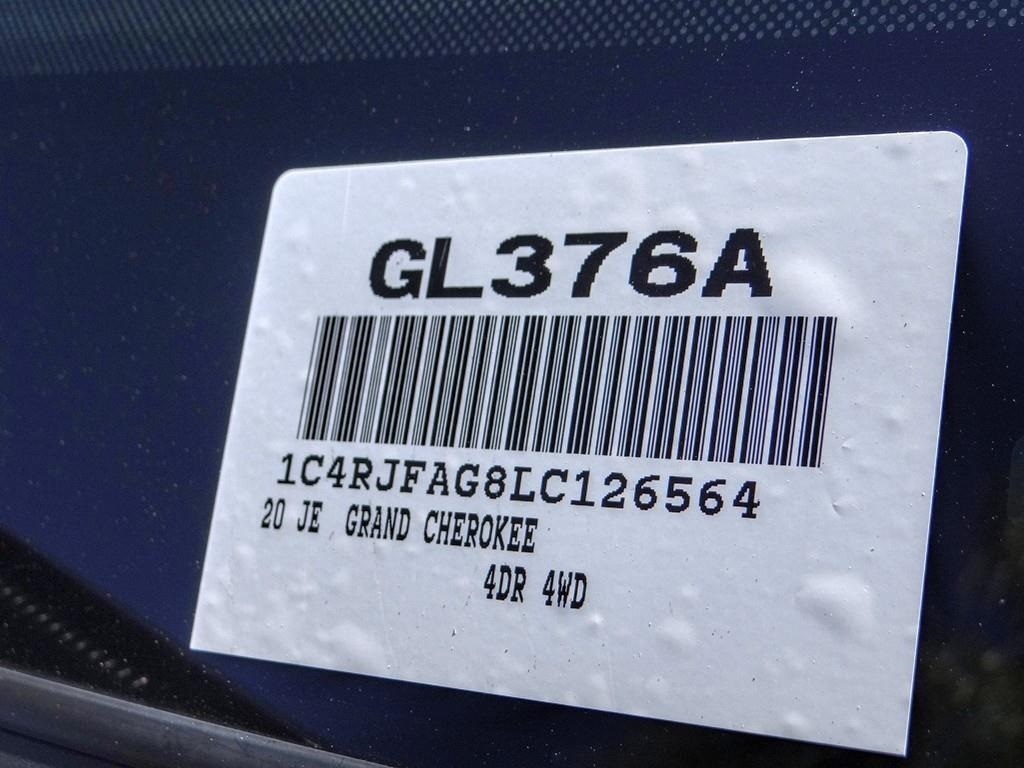 GL376A
1C4RJFAG8LC126564
20 JE GRAND CHEROKEE
4DR 4WD